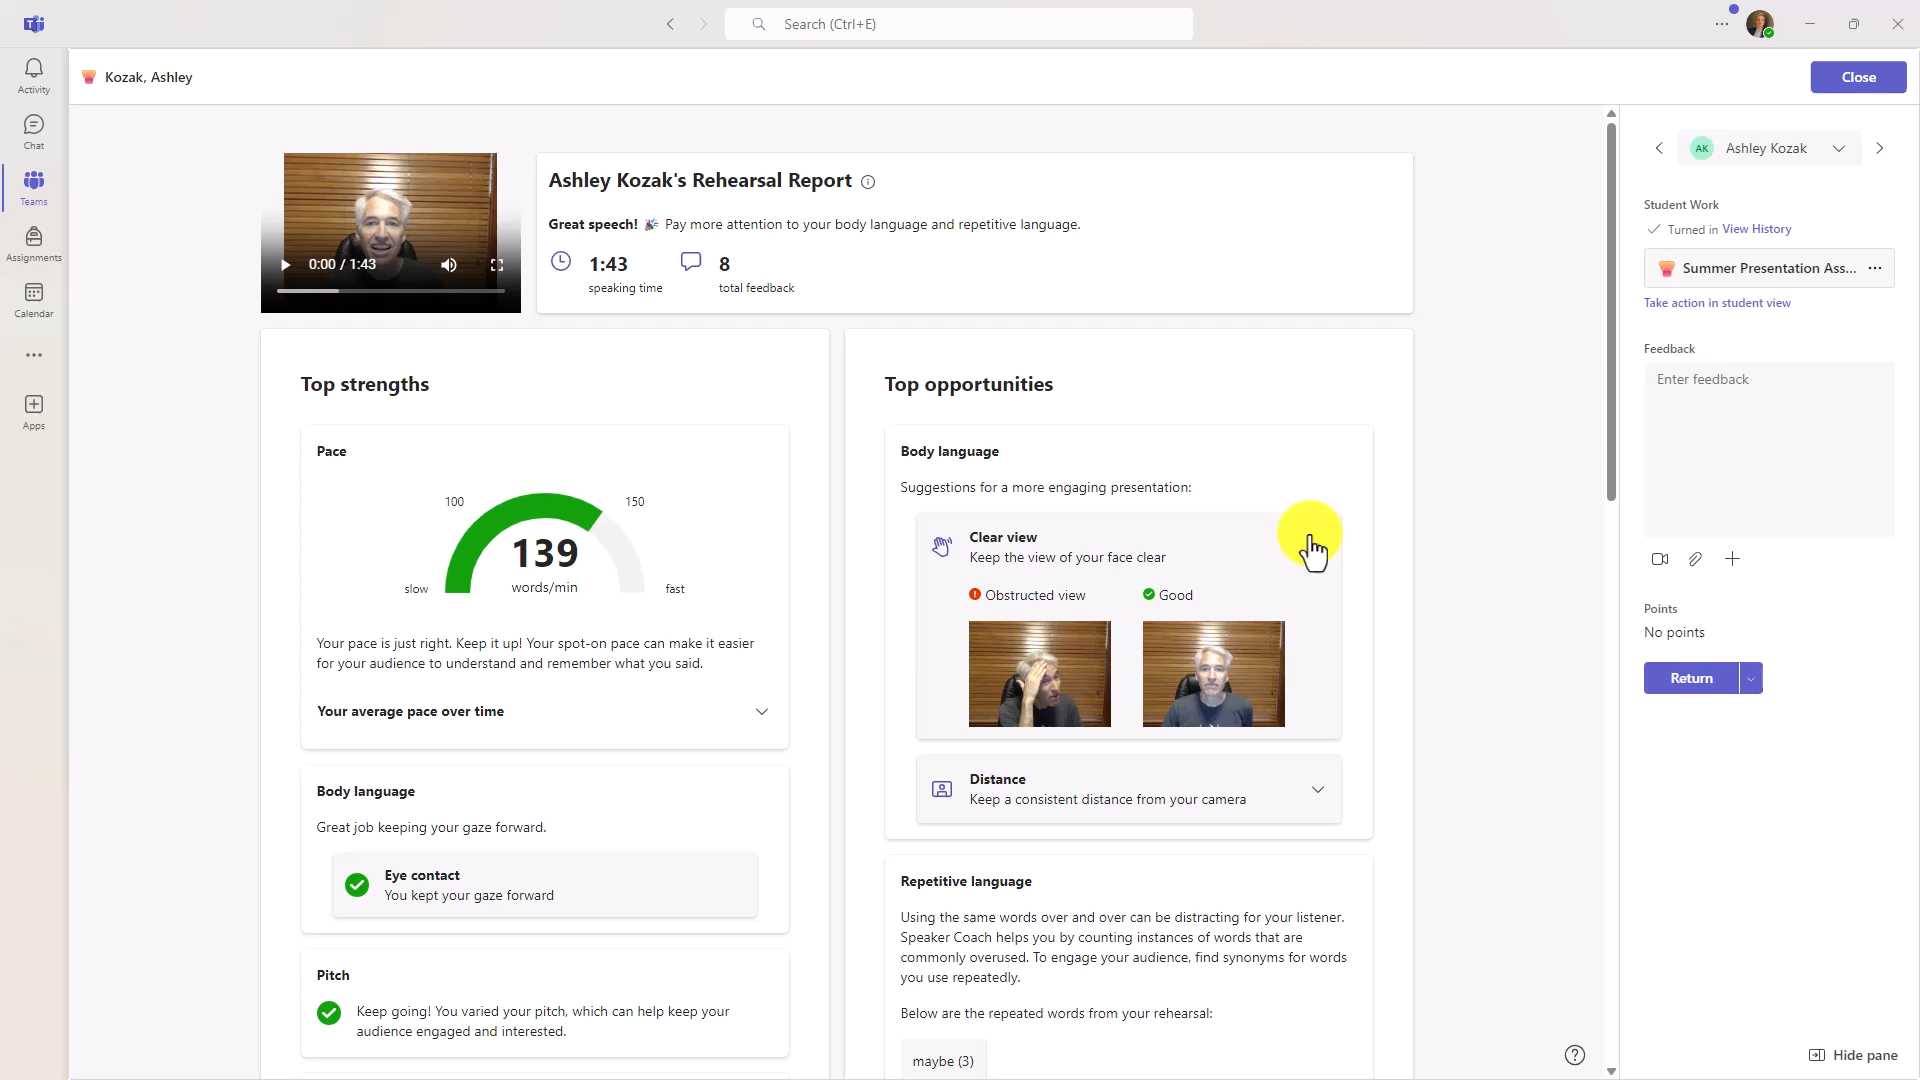 Search (Ctrl+E)
Activity
Chat
Teams
Assignments
Calendar
Apps
Kozak, Ashley
Close
0:00 / 1:43
Ashley Kozak's Rehearsal Report
Great speech! 🎉 Pay more attention to your body language and repetitive language.
1:43
speaking time
8
total feedback
Top strengths
Pace
100
150
139
words/min
slow
fast
Your pace is just right. Keep it up! Your spot-on pace can make it easier
for your audience to understand and remember what you said.
Your average pace over time
Body language
Great job keeping your gaze forward.
Eye contact
You kept your gaze forward
Pitch
Keep going! You varied your pitch, which can help keep your
audience engaged and interested.
Top opportunities
Body language
Suggestions for a more engaging presentation:
Clear view
Keep the view of your face clear
Obstructed view
Good
Distance
Keep a consistent distance from your camera
Repetitive language
Using the same words over and over can be distracting for your listener.
Speaker Coach helps you by counting instances of words that are
commonly overused. To engage your audience, find synonyms for words
you use repeatedly.
Below are the repeated words from your rehearsal:
maybe (3)
AK Ashley Kozak
Student Work
Turned in View History
Summer Presentation Ass...
Take action in student view
Feedback
Enter feedback
Points
No points
Return
Hide pane